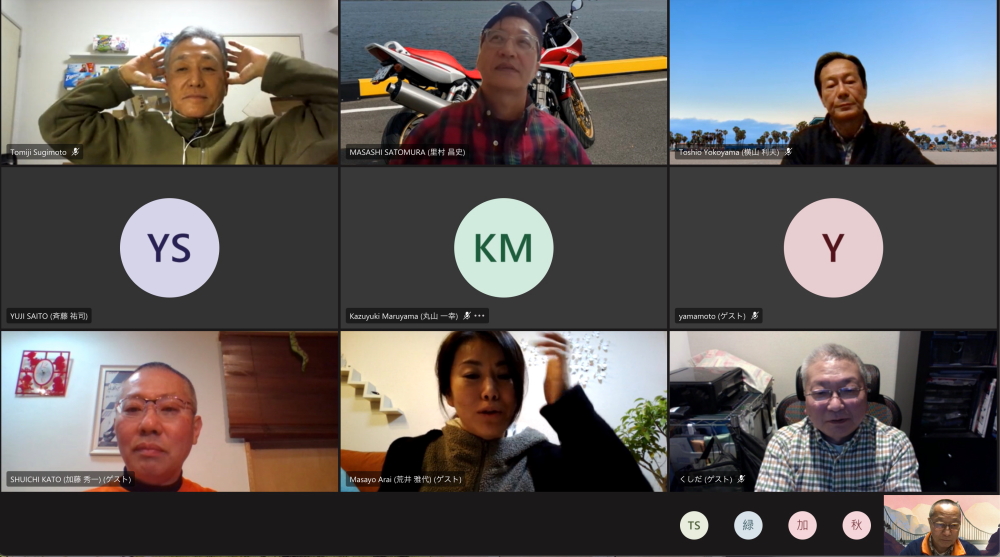 Tomiji Sugimoto
MASASHI SATOMURA (里村 昌史)
Toshio Yokoyama (横山 利夫)
YS
KM
Y
YUJI SAITO (斉藤 祐司)
Kazuyuki Maruyama (丸山 一幸)
yamamoto (ゲスト)
SHUICHI KATO (加藤 秀一) (ゲスト)
Masayo Arai (荒井 雅代) (ゲスト)
くしだ (ゲスト)
TS
緑
加
秋